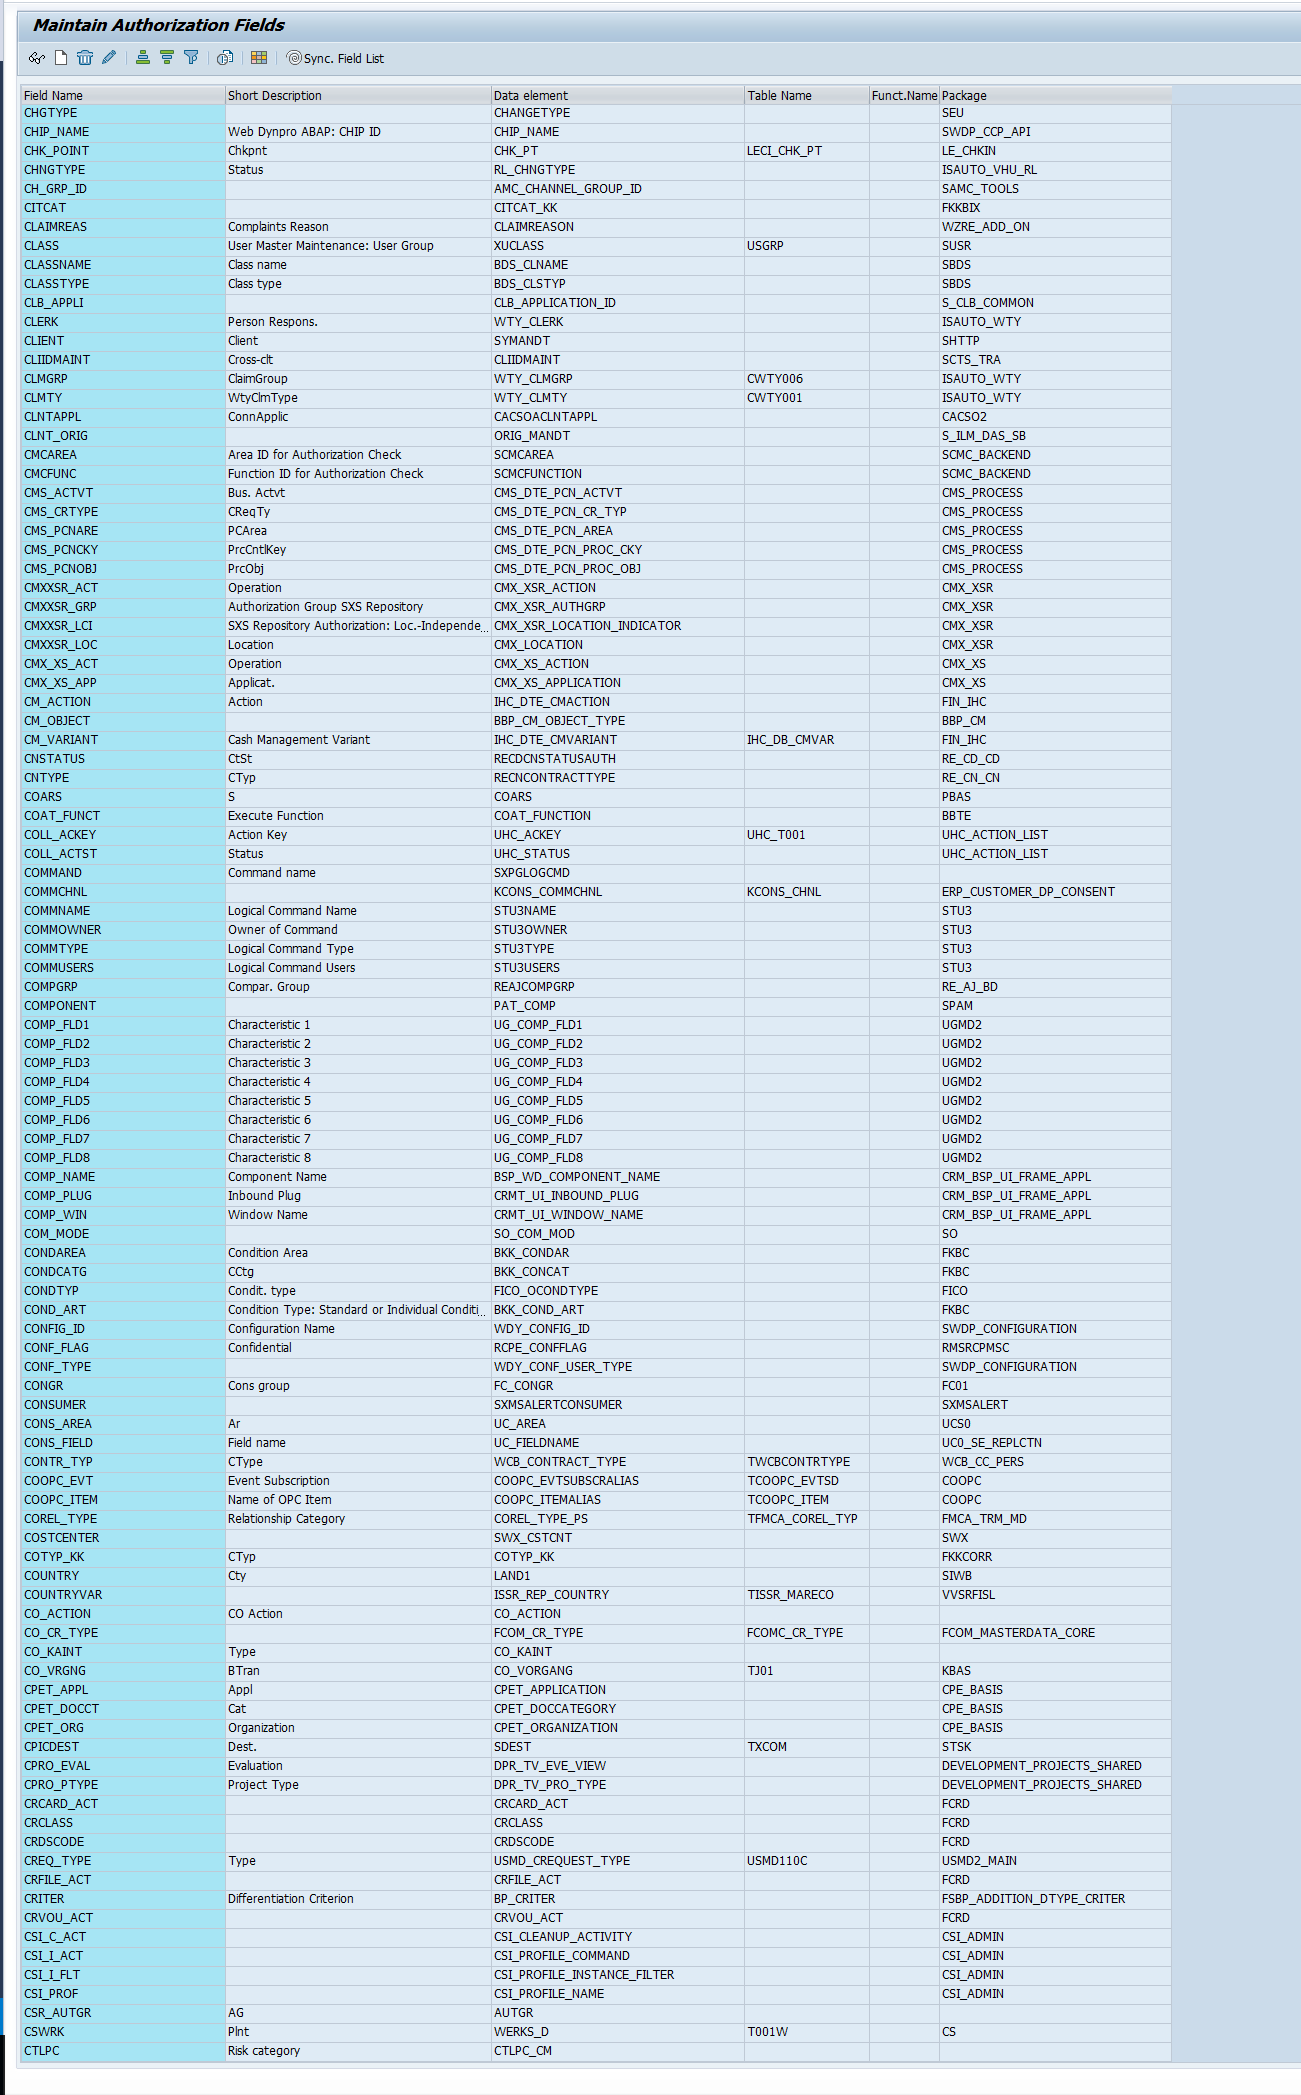 Maintain Authorization Fields
Sync. Field List
Field Name Short Description Data element Table Name Funct.Name Package
CHGTYPE CHANGETYPE SEU
CHIP_NAME Web Dynpro ABAP: CHIP ID CHIP_NAME SWDP_CCP_API
CHK_POINT Chkpnt CHK_PT LECI_CHK_PT LE_CHKIN
CHNGTYPE Status RL_CHNGTYPE ISAUTO_VHU_RL
CH_GRP_ID AMC_CHANNEL_GROUP_ID SAMC_TOOLS
CITCAT CITCAT_KK FKKBIX
CLAIMREAS Complaints Reason CLAIMREASON WZRE_ADD_ON
CLASS User Master Maintenance: User Group XUCLASS USGRP SUSR
CLASSNAME Class name BDS_CLNAME SBDS
CLASSTYPE Class type BDS_CLSTYP SBDS
CLB_APPLI CLB_APPLICATION_ID S_CLB_COMMON
CLERK Person Respons. WTY_CLERK ISAUTO_WTY
CLIENT Client SYMANDT SHTTP
CLIIDMAINT Cross-clt CLIIDMAINT SCTS_TRA
CLMGRP ClaimGroup WTY_CLMGRP CWTY006 ISAUTO_WTY
CLMTY WtyClmType WTY_CLMTY CWTY001 ISAUTO_WTY
CLNTAPPL ConnApplic CACSOACLNTAPPL CACSO2
CLNT_ORIG ORIG_MANDT S_ILM_DAS_SB
CMCAREA Area ID for Authorization Check SCMCAREA SCMC_BACKEND
CMCFUNC Function ID for Authorization Check SCMCFUNCTION SCMC_BACKEND
CMS_ACTVT Bus. Actvt CMS_DTE_PCN_ACTVT CMS_PROCESS
CMS_CRTYPE CReqTy CMS_DTE_PCN_CR_TYP CMS_PROCESS
CMS_PCNARE PCArea CMS_DTE_PCN_AREA CMS_PROCESS
CMS_PCNCKY PrcCntlKey CMS_DTE_PCN_PROC_CKY CMS_PROCESS
CMS_PCNOBJ PrcObj CMS_DTE_PCN_PROC_OBJ CMS_PROCESS
CMXXSR_ACT Operation CMX_XSR_ACTION CMX_XSR
CMXXSR_GRP Authorization Group SXS Repository CMX_XSR_AUTHGRP CMX_XSR
CMXXSR_LCI SXS Repository Authorization: Loc.-Independe... CMX_XSR_LOCATION_INDICATOR CMX_XSR
CMXXSR_LOC Location CMX_LOCATION CMX_XSR
CMX_XS_ACT Operation CMX_XS_ACTION CMX_XS
CMX_XS_APP Applicat. CMX_XS_APPLICATION CMX_XS
CM_ACTION Action IHC_DTE_CMACTION FIN_IHC
CM_OBJECT BBP_CM_OBJECT_TYPE BBP_CM
CM_VARIANT Cash Management Variant IHC_DTE_CMVARIANT IHC_DB_CMVAR FIN_IHC
CNSTATUS CtSt RECDCNSTATUSAUTH RE_CD_CD
CNTYPE CTyp RECNCONTRACTTYPE RE_CN_CN
COARS S COARS PBAS
COAT_FUNCT Execute Function COAT_FUNCTION BBTE
COLL_ACKEY Action Key UHC_ACKEY UHC_T001 UHC_ACTION_LIST
COLL_ACTST Status UHC_STATUS UHC_ACTION_LIST
COMMAND Command name SXPGLOGCMD
COMMCHNL KCONS_COMMCHNL KCONS_CHNL ERP_CUSTOMER_DP_CONSENT
COMMNAME Logical Command Name STU3NAME STU3
COMMOWNER Owner of Command STU3OWNER STU3
COMMTYPE Logical Command Type STU3TYPE STU3
COMMUSERS Logical Command Users STU3USERS STU3
COMPGRP Compar. Group REAJCOMPGRP RE_AJ_BD
COMPONENT PAT_COMP SPAM
COMP_FLD1 Characteristic 1 UG_COMP_FLD1 UGMD2
COMP_FLD2 Characteristic 2 UG_COMP_FLD2 UGMD2
COMP_FLD3 Characteristic 3 UG_COMP_FLD3 UGMD2
COMP_FLD4 Characteristic 4 UG_COMP_FLD4 UGMD2
COMP_FLD5 Characteristic 5 UG_COMP_FLD5 UGMD2
COMP_FLD6 Characteristic 6 UG_COMP_FLD6 UGMD2
COMP_FLD7 Characteristic 7 UG_COMP_FLD7 UGMD2
COMP_FLD8 Characteristic 8 UG_COMP_FLD8 UGMD2
COMP_NAME Component Name BSP_WD_COMPONENT_NAME CRM_BSP_UI_FRAME_APPL
COMP_PLUG Inbound Plug CRMT_UI_INBOUND_PLUG CRM_BSP_UI_FRAME_APPL
COMP_WIN Window Name CRMT_UI_WINDOW_NAME CRM_BSP_UI_FRAME_APPL
COM_MODE SO_COM_MOD SO
CONDAREA Condition Area BKK_CONDAR FKBC
CONDCATG CCtg BKK_CONCAT FKBC
CONDTYP Condit. type FICO_OCONDTYPE FICO
COND_ART Condition Type: Standard or Individual Conditi... BKK_COND_ART FKBC
CONFIG_ID Configuration Name WDY_CONFIG_ID SWDP_CONFIGURATION
CONF_FLAG Confidential RCPE_CONFFLAG RMSRCPMSC
CONF_TYPE WDY_CONF_USER_TYPE SWDP_CONFIGURATION
CONGR Cons group FC_CONGR FC01
CONSUMER SXMSALERTCONSUMER SXMSALERT
CONS_AREA Ar UC_AREA UCS0
CONS_FIELD Field name UC_FIELDNAME UC0_SE_REPLCTN
CONTR_TYP CType WCB_CONTRACT_TYPE TWCBCONTRTYPE WCB_CC_PERS
COOPC_EVT Event Subscription COOPC_EVTSUBSCRALIAS TCOOPC_EVTSD COOPC
COOPC_ITEM Name of OPC Item COOPC_ITEMALIAS TCOOPC_ITEM COOPC
COREL_TYPE Relationship Category COREL_TYPE_PS TFMCA_COREL_TYP FMCA_TRM_MD
COSTCENTER SWX_CSTCNT SWX
COTYP_KK CTyp COTYP_KK FKKCORR
COUNTRY Cty LAND1 SIWB
COUNTRYVAR ISSR_REP_COUNTRY TISSR_MARECO VVSRFISL
CO_ACTION CO Action CO_ACTION
CO_CR_TYPE FCOM_CR_TYPE FCOMC_CR_TYPE FCOM_MASTERDATA_CORE
CO_KAINT Type CO_KAINT
CO_VRGNG BTran CO_VORGANG TJ01 KBAS
CPET_APPL Appl CPET_APPLICATION CPE_BASIS
CPET_DOCCT Cat CPET_DOCCATEGORY CPE_BASIS
CPET_ORG Organization CPET_ORGANIZATION CPE_BASIS
CPICDEST Dest. SDEST TXCOM STSK
CPRO_EVAL Evaluation DPR_TV_EVE_VIEW DEVELOPMENT_PROJECTS_SHARED
CPRO_PTYPE Project Type DPR_TV_PRO_TYPE DEVELOPMENT_PROJECTS_SHARED
CRCARD_ACT CRCARD_ACT FCRD
CRCLASS CRCLASS FCRD
CRDSCODE CRDSCODE FCRD
CREQ_TYPE Type USMD_CREQUEST_TYPE USMD110C USMD2_MAIN
CRFILE_ACT CRFILE_ACT FCRD
CRITER Differentiation Criterion BP_CRITER FSBP_ADDITION_DTYPE_CRITER
CRVOU_ACT CRVOU_ACT FCRD
CSI_C_ACT CSI_CLEANUP_ACTIVITY CSI_ADMIN
CSI_I_ACT CSI_PROFILE_COMMAND CSI_ADMIN
CSI_I_FLT CSI_PROFILE_INSTANCE_FILTER CSI_ADMIN
CSI_PROF CSI_PROFILE_NAME CSI_ADMIN
CSR_AUTGR AG AUTGR
CSWRK Plnt WERKS_D T001W CS
CTLPC Risk category CTLPC_CM